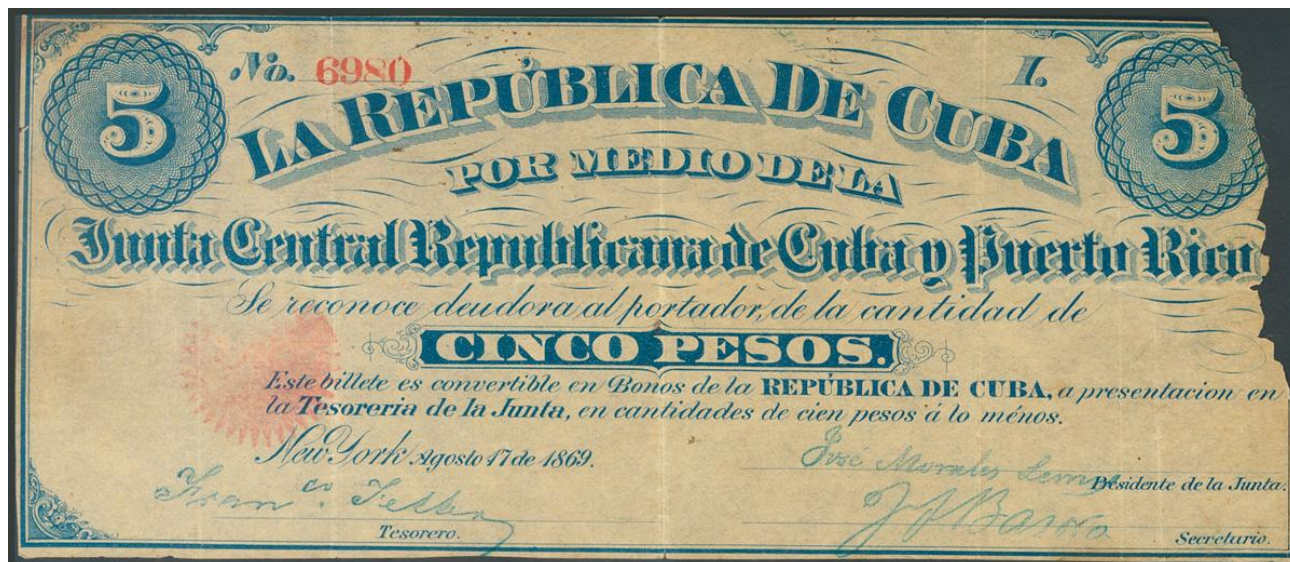 5 No. 6980 I. 5
LA REPÚBLICA DE CUBA
POR MEDIO DE LA
Junta Central Republicana de Cuba y Puerto Rico
Se reconoce deudora al portador, de la cantidad de
CINCO PESOS.
Este billete es convertible en Bonos de la REPÚBLICA DE CUBA, a presentacion en
la Tesoreria de la Junta, en cantidades de cien pesos á lo ménos.
New York Agosto 17 de 1869.
José Morales Lemus
Presidente de la Junta.
Fran co.
Tesorero.
Secretario.